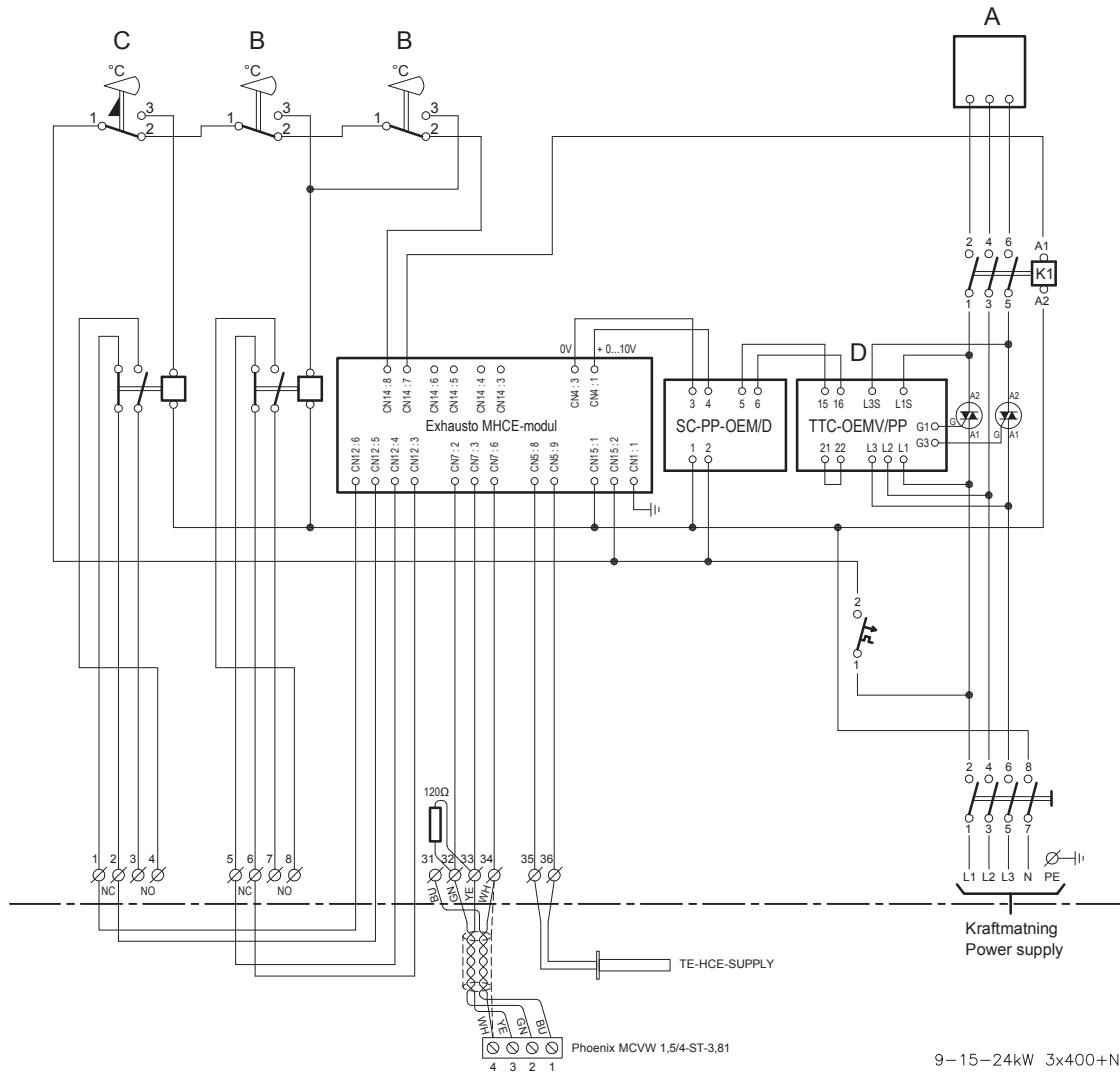 A
C B B
°C °C °C
1 3 2 1 3 2 1 3 2
2 4 6 A1
K1
1 3 5 A2
0V + 0...10V
D
CN14:8 CN14:7 CN14:6 CN14:5 CN14:4 CN14:3 CN4:3 CN4:1
Exhausto MHCE-modul
CN12:6 CN12:5 CN12:4 CN12:3 CN7:2 CN7:3 CN7:6 CN5:8 CN5:9 CN15:1 CN15:2 CN1:1
3 4 5 6
SC-PP-OEM/D
1 2
15 16 L3S L1S
TTC-OEMV/PP
21 22 L3 L2 L1
G1
G3
A2 A2
G G
A1 A1
2
1
2 4 6 8
1 3 5 7
L1 L2 L3 N PE
Kraftmatning
Power supply
120Ω
1 2 3 4 5 6 7 8 31 32 33 34 35 36
NC NO NC NO
BU NG YE WH
TE-HCE-SUPPLY
WH YE GN BU
Phoenix MCVW 1,5/4-ST-3,81
4 3 2 1
9-15-24kW 3x400+N